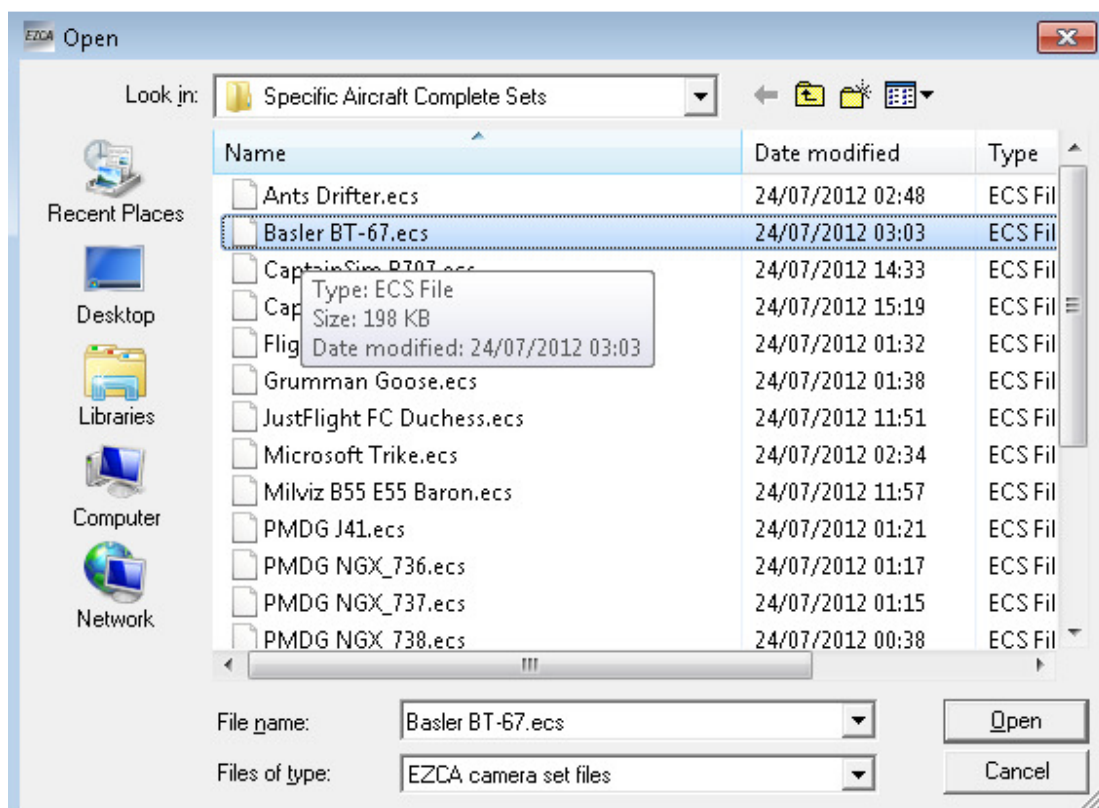 EZCA Open
Look in: Specific Aircraft Complete Sets
Name Date modified Type
Recent Places
Desktop
Libraries
Computer
Network
Ants Drifter.ecs 24/07/2012 02:48 ECS Fil
Basler BT-67.ecs 24/07/2012 03:03 ECS Fil
CaptainSim B707.ecs 24/07/2012 14:33 ECS Fil
Cap 24/07/2012 15:19 ECS Fil
Flig 24/07/2012 01:32 ECS Fil
Type: ECS File
Size: 198 KB
Date modified: 24/07/2012 03:03
Grumman Goose.ecs 24/07/2012 01:38 ECS Fil
JustFlight FC Duchess.ecs 24/07/2012 11:51 ECS Fil
Microsoft Trike.ecs 24/07/2012 02:34 ECS Fil
Milviz B55 E55 Baron.ecs 24/07/2012 11:57 ECS Fil
PMDG J41.ecs 24/07/2012 01:21 ECS Fil
PMDG NGX_736.ecs 24/07/2012 01:17 ECS Fil
PMDG NGX_737.ecs 24/07/2012 01:15 ECS Fil
PMDG NGX_738.ecs 24/07/2012 00:38 ECS Fil
File name: Basler BT-67.ecs Open
Files of type: EZCA camera set files Cancel